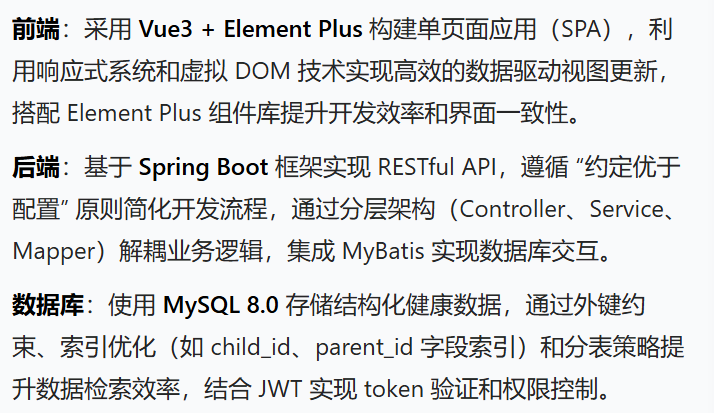 前端：采用 Vue3 + Element Plus 构建单页面应用（SPA），利
用响应式系统和虚拟 DOM 技术实现高效的数据驱动视图更新，
搭配 Element Plus 组件库提升开发效率和界面一致性。
后端：基于 Spring Boot 框架实现 RESTful API，遵循 “约定优于
配置” 原则简化开发流程，通过分层架构（Controller、Service、
Mapper）解耦业务逻辑，集成 MyBatis 实现数据库交互。
数据库：使用 MySQL 8.0 存储结构化健康数据，通过外键约
束、索引优化（如 child_id、parent_id 字段索引）和分表策略提
升数据检索效率，结合 JWT 实现 token 验证和权限控制。